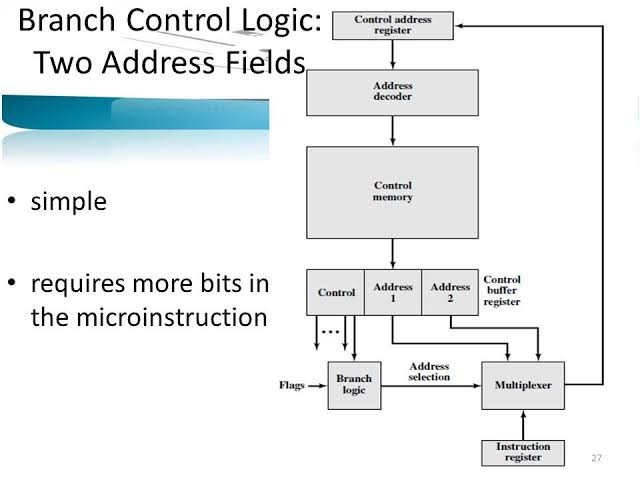 Branch Control Logic:
Two Address Fields
• simple
• requires more bits in
the microinstruction
Control address
register
Address
decoder
Control
memory
Control
Address
1
Address
2
Control
buffer
register
...
Flags
Branch
logic
Address
selection
Multiplexer
Instruction
register
27